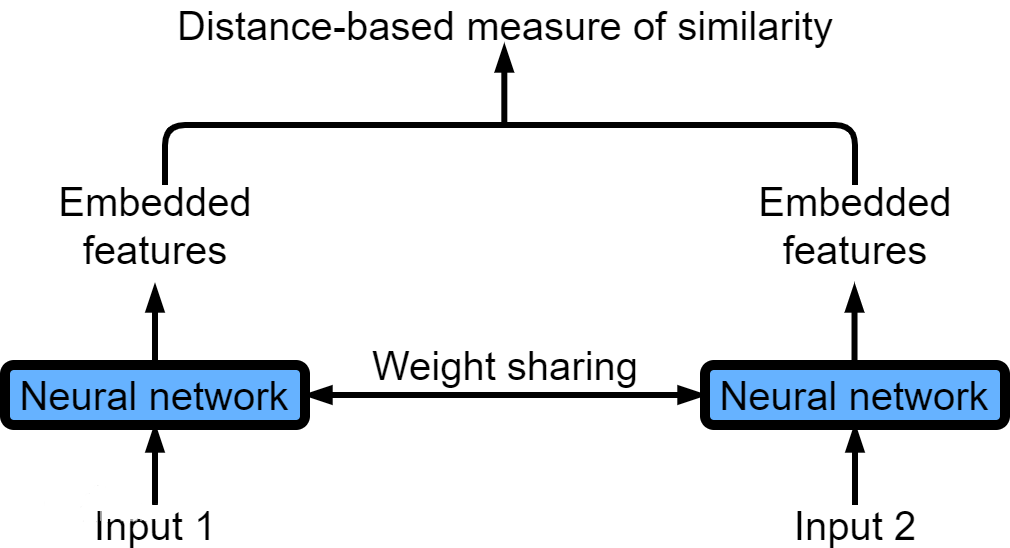 Distance-based measure of similarity
Embedded
features
Embedded
features
Weight sharing
Neural network
Neural network
Input 1
Input 2